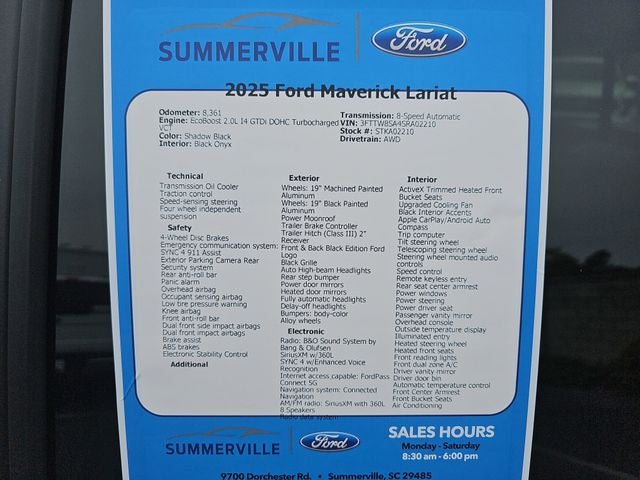 SUMMERVILLE
Ford
2025 Ford Maverick Lariat
Odometer: 8,361
Engine: EcoBoost 2.0L I4 GTDi DOHC Turbocharged
VCT
Color: Shadow Black
Interior: Black Onyx
Transmission: 8-Speed Automatic
VIN: 3FTTW8SA4SRA02210
Stock #: STKA02210
Drivetrain: AWD
Technical
Transmission Oil Cooler
Traction control
Speed-sensing steering
Four wheel independent
suspension
Safety
4-Wheel Disc Brakes
Emergency communication system:
SYNC 4 911 Assist
Exterior Parking Camera Rear
Security system
Rear anti-roll bar
Panic alarm
Overhead airbag
Occupant sensing airbag
Low tire pressure warning
Knee airbag
Front anti-roll bar
Dual front side impact airbags
Dual front impact airbags
Brake assist
ABS brakes
Electronic Stability Control
Additional
Exterior
Wheels: 19" Machined Painted
Aluminum
Wheels: 19" Black Painted
Aluminum
Power Moonroof
Trailer Brake Controller
Trailer Hitch (Class III) 2"
Receiver
Front & Back Black Edition Ford
Logo
Black Grille
Auto High-beam Headlights
Rear step bumper
Power door mirrors
Heated door mirrors
Fully automatic headlights
Delay-off headlights
Bumpers: body-color
Alloy wheels
Electronic
Radio: B&O Sound System by
Bang & Olufsen
SiriusXM w/360L
SYNC 4 w/Enhanced Voice
Recognition
Internet access capable: FordPass
Connect 5G
Navigation system: Connected
Navigation
AM/FM radio: SiriusXM with 360L
8 Speakers
Radio data system
Interior
ActiveX Trimmed Heated Front
Bucket Seats
Upgraded Cooling Fan
Black Interior Accents
Apple CarPlay/Android Auto
Compass
Trip computer
Tilt steering wheel
Telescoping steering wheel
Steering wheel mounted audio
controls
Speed control
Remote keyless entry
Rear seat center armrest
Power windows
Power steering
Power driver seat
Passenger vanity mirror
Overhead console
Outside temperature display
Illuminated entry
Heated steering wheel
Heated front seats
Front reading lights
Front dual zone A/C
Driver vanity mirror
Driver door bin
Automatic temperature control
Front Center Armrest
Front Bucket Seats
Air Conditioning
SUMMERVILLE
Ford
SALES HOURS
Monday - Saturday
8:30 am - 6:00 pm
9700 Dorchester Rd. • Summerville, SC 29485